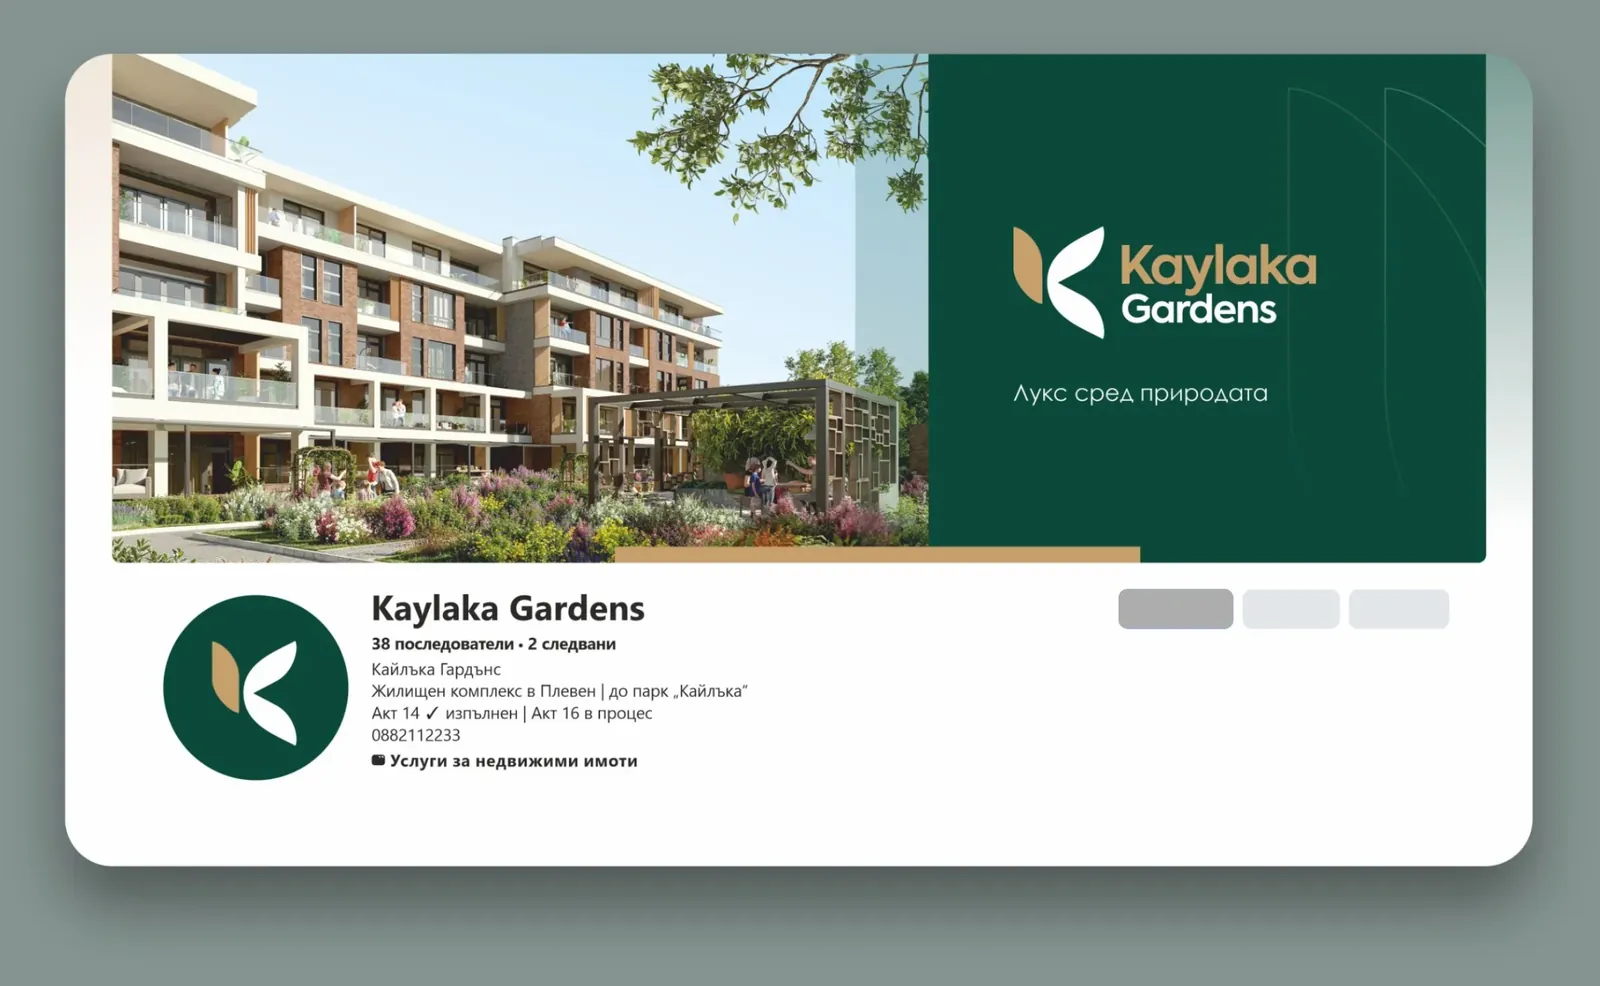 Kaylaka
Gardens
Лукс сред природата
Kaylaka Gardens
38 последователи • 2 следвани
Кайлъка Гардънс
Жилищен комплекс в Плевен | до парк „Кайлъка“
Акт 14 ✓ изпълнен | Акт 16 в процес
0882112233
Услуги за недвижими имоти